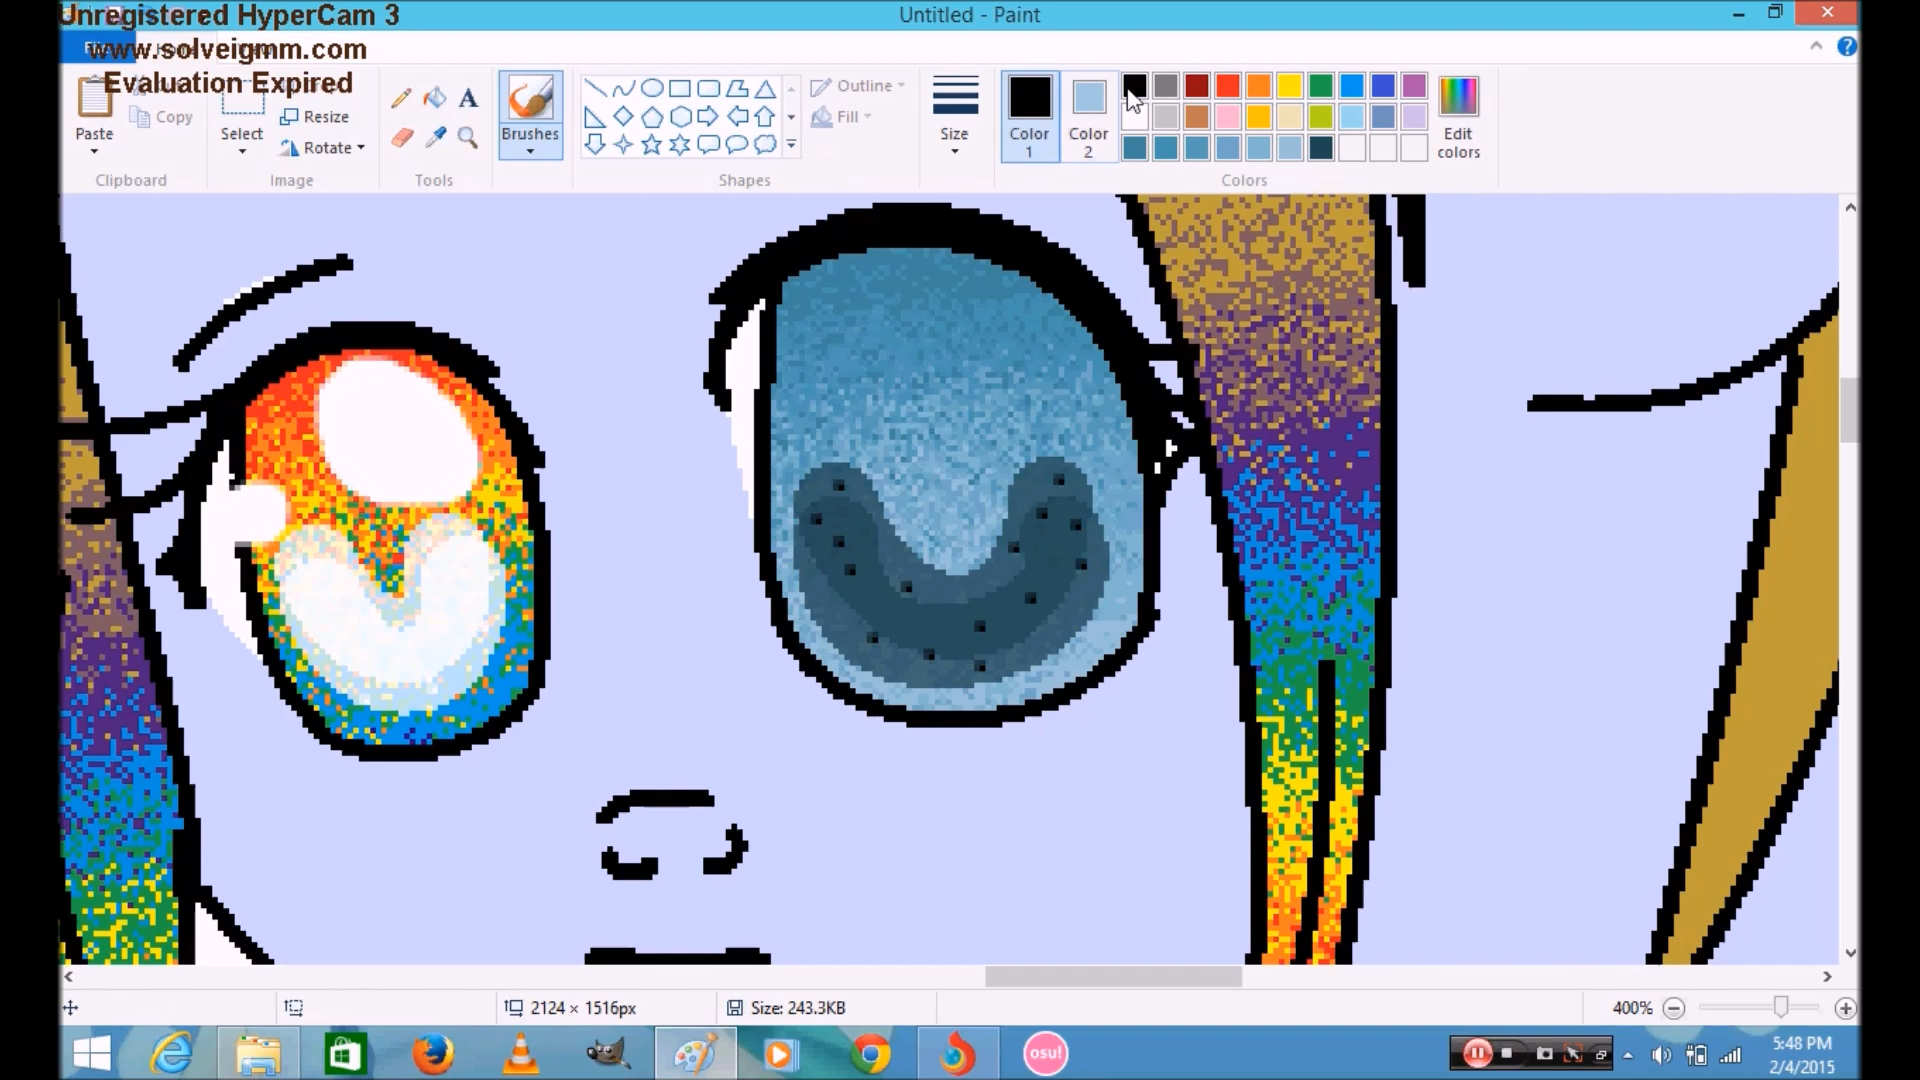 Unregistered HyperCam 3
www.solveigmm.com
Evaluation Expired
Untitled - Paint
Paste
Copy
Select
Resize
Rotate
Brushes
Outline
Fill
Size
Color
1
Color
2
Edit
colors
Clipboard
Image
Tools
Shapes
Colors
2124 × 1516px
Size: 243.3KB
400%
osu!
5:48 PM
2/4/2015